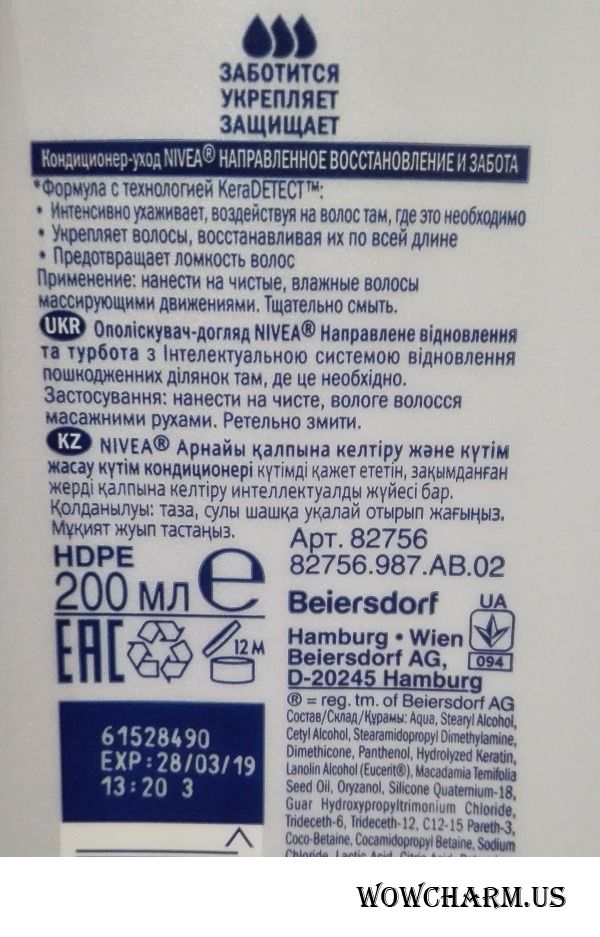 ЗАБОТИТСЯ
УКРЕПЛЯЕТ
ЗАЩИЩАЕТ
Кондиционер-уход NIVEA® НАПРАВЛЕННОЕ ВОССТАНОВЛЕНИЕ И ЗАБОТА
*Формула с технологией KeraDETECT™:
• Интенсивно ухаживает, воздействуя на волос там, где это необходимо
• Укрепляет волосы, восстанавливая их по всей длине
• Предотвращает ломкость волос
Применение: нанести на чистые, влажные волосы
массирующими движениями. Тщательно смыть.
UKR Ополіскувач-догляд NIVEA® Направлене відновлення
та турбота з Інтелектуальною системою відновлення
пошкодженних ділянок там, де це необхідно.
Застосування: нанести на чисте, вологе волосся
масажними рухами. Ретельно змити.
KZ NIVEA® Арнайы қалпына келтіру және күтім
жасау күтім кондиционері күтімді қажет ететін, зақымданған
жерді қалпына келтіру интеллектуалды жүйесі бар.
Қолданылуы: таза, сулы шашқа уқалай отырып жағыңыз.
Мұқият жуып тастаңыз.
Арт. 82756
82756.987.AB.02
HDPE
200 МЛ e
Beiersdorf
UA
Hamburg • Wien
Beiersdorf AG,
D-20245 Hamburg
094
EAC
12 M
® = reg. tm. of Beiersdorf AG
Состав/Склад/Құрамы: Aqua, Stearyl Alcohol,
Cetyl Alcohol, Stearamidopropyl Dimethylamine,
Dimethicone, Panthenol, Hydrolyzed Keratin,
Lanolin Alcohol (Eucerit®), Macadamia Ternifolia
Seed Oil, Oryzanol, Silicone Quaternium-18,
Guar Hydroxypropyltrimonium Chloride,
Trideceth-6, Trideceth-12, C12-15 Pareth-3,
Coco-Betaine, Cocamidopropyl Betaine, Sodium
Chloride, Lactic Acid, Citric Acid,
61528490
EXP:28/03/19
13:20 3
WOWCHARM.US